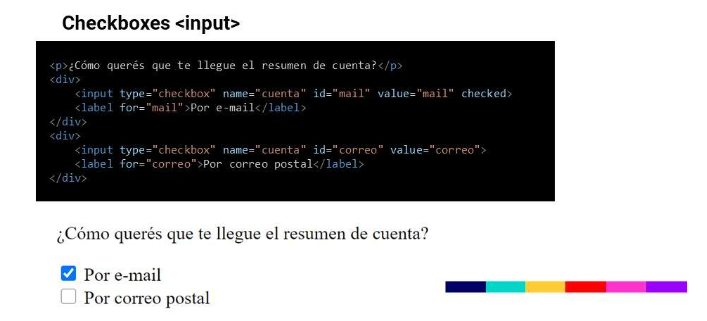 Checkboxes <input>
<p>¿Cómo querés que te llegue el resumen de cuenta?</p>
<div>
<input type="checkbox" name="cuenta" id="mail" value="mail" checked>
<label for="mail">Por e-mail</label>
</div>
<div>
<input type="checkbox" name="cuenta" id="correo" value="correo">
<label for="correo">Por correo postal</label>
</div>
¿Cómo querés que te llegue el resumen de cuenta?
Por e-mail
Por correo postal